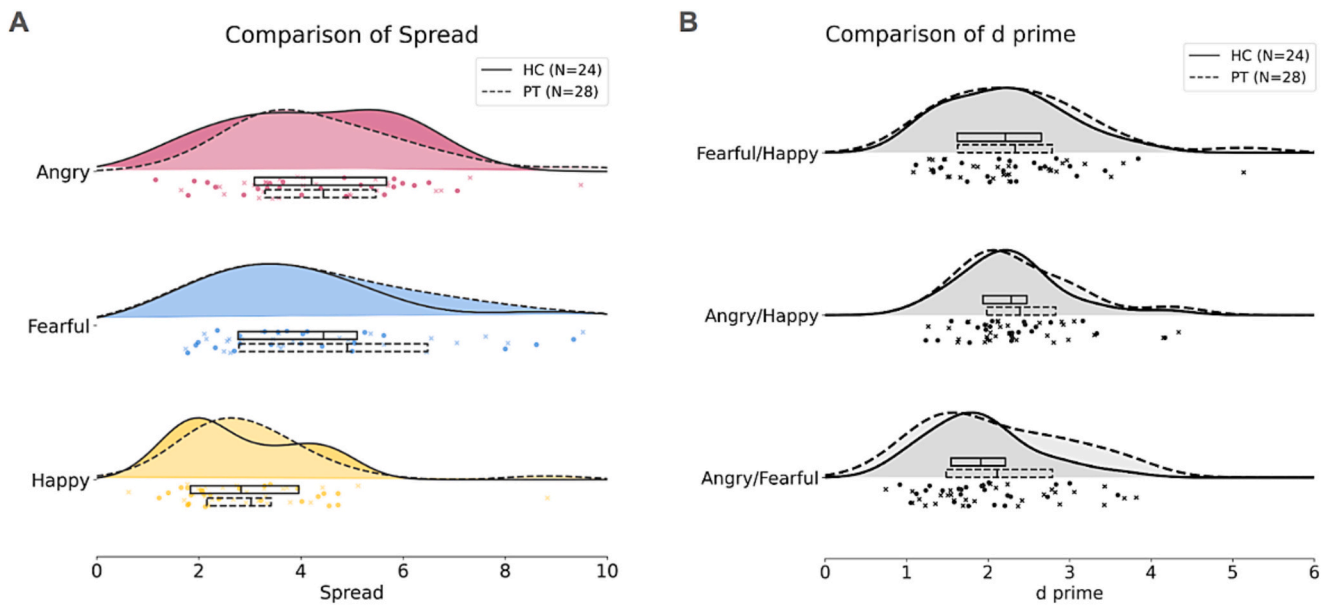 A
Comparison of Spread
HC (N=24)
PT (N=28)
Angry
Fearful
Happy
0 2 4 6 8 10
Spread
B
Comparison of d prime
HC (N=24)
PT (N=28)
Fearful/Happy
Angry/Happy
Angry/Fearful
0 1 2 3 4 5 6
d prime